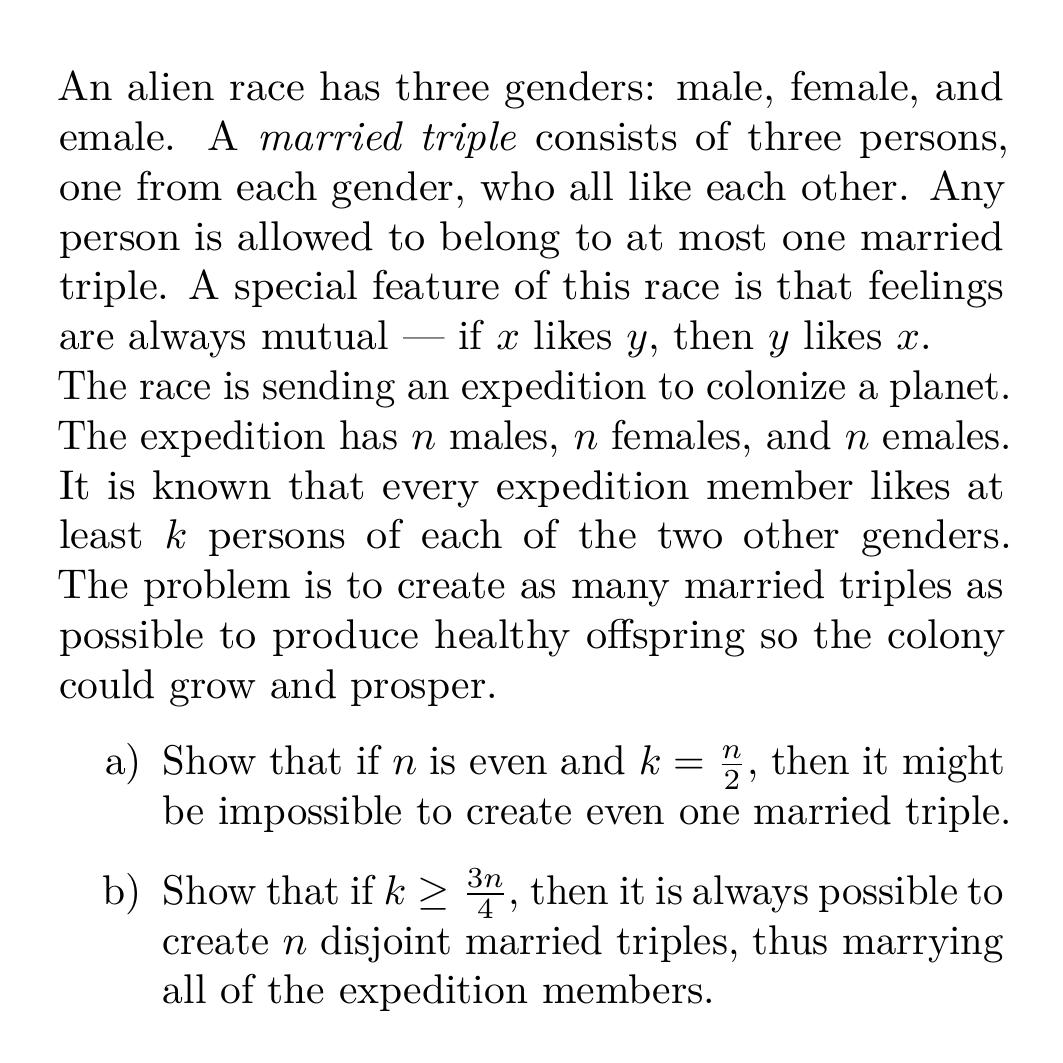 An alien race has three genders: male, female, and
emale. A married triple consists of three persons,
one from each gender, who all like each other. Any
person is allowed to belong to at most one married
triple. A special feature of this race is that feelings
are always mutual — if x likes y, then y likes x.
The race is sending an expedition to colonize a planet.
The expedition has n males, n females, and n emales.
It is known that every expedition member likes at
least k persons of each of the two other genders.
The problem is to create as many married triples as
possible to produce healthy offspring so the colony
could grow and prosper.
a) Show that if n is even and k = n/2, then it might
be impossible to create even one married triple.
b) Show that if k ≥ 3n/4, then it is always possible to
create n disjoint married triples, thus marrying
all of the expedition members.